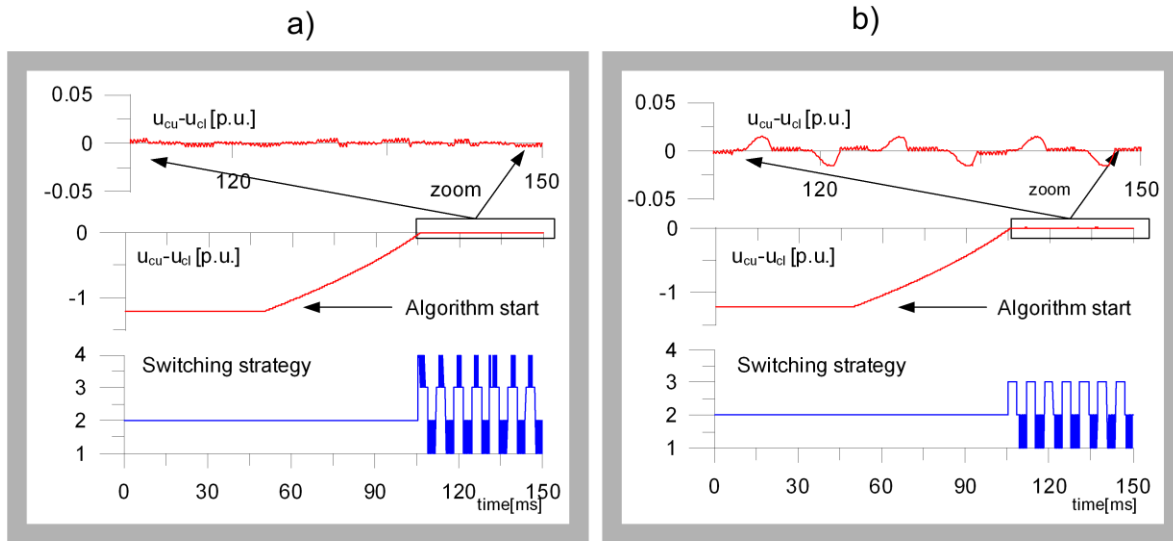 a)
0.05
u_cu-u_cl [p.u.]
0
120
150
-0.05
zoom
0
u_cu-u_cl [p.u.]
-1
Algorithm start
4
Switching strategy
3
2
1
0 30 60 90 120 150
time[ms]
b)
0.05
u_cu-u_cl [p.u.]
0
120
150
-0.05
zoom
0
u_cu-u_cl [p.u.]
-1
Algorithm start
4
Switching strategy
3
2
1
0 30 60 90 120 150
time[ms]